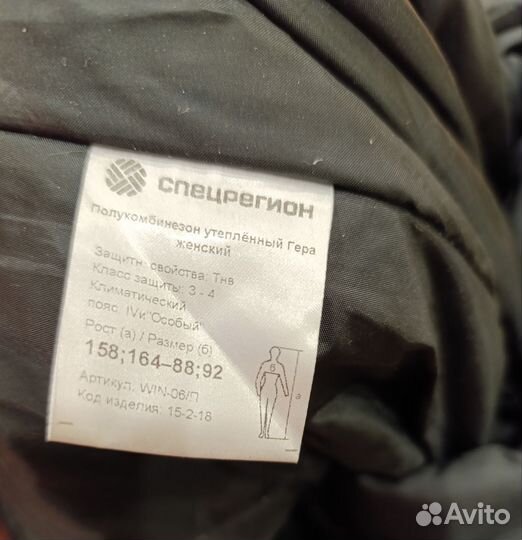 спецрегион
Полукомбинезон утеплённый Гера
женский
Защитн. свойства: Тнв
Класс защиты: 3 - 4
Климатический
пояс: IVи"Особый"
Рост (а) / Размер (б)
158;164–88;92
Артикул: WIN-06/П
Код изделия: 15-2-18
б
а
Avito